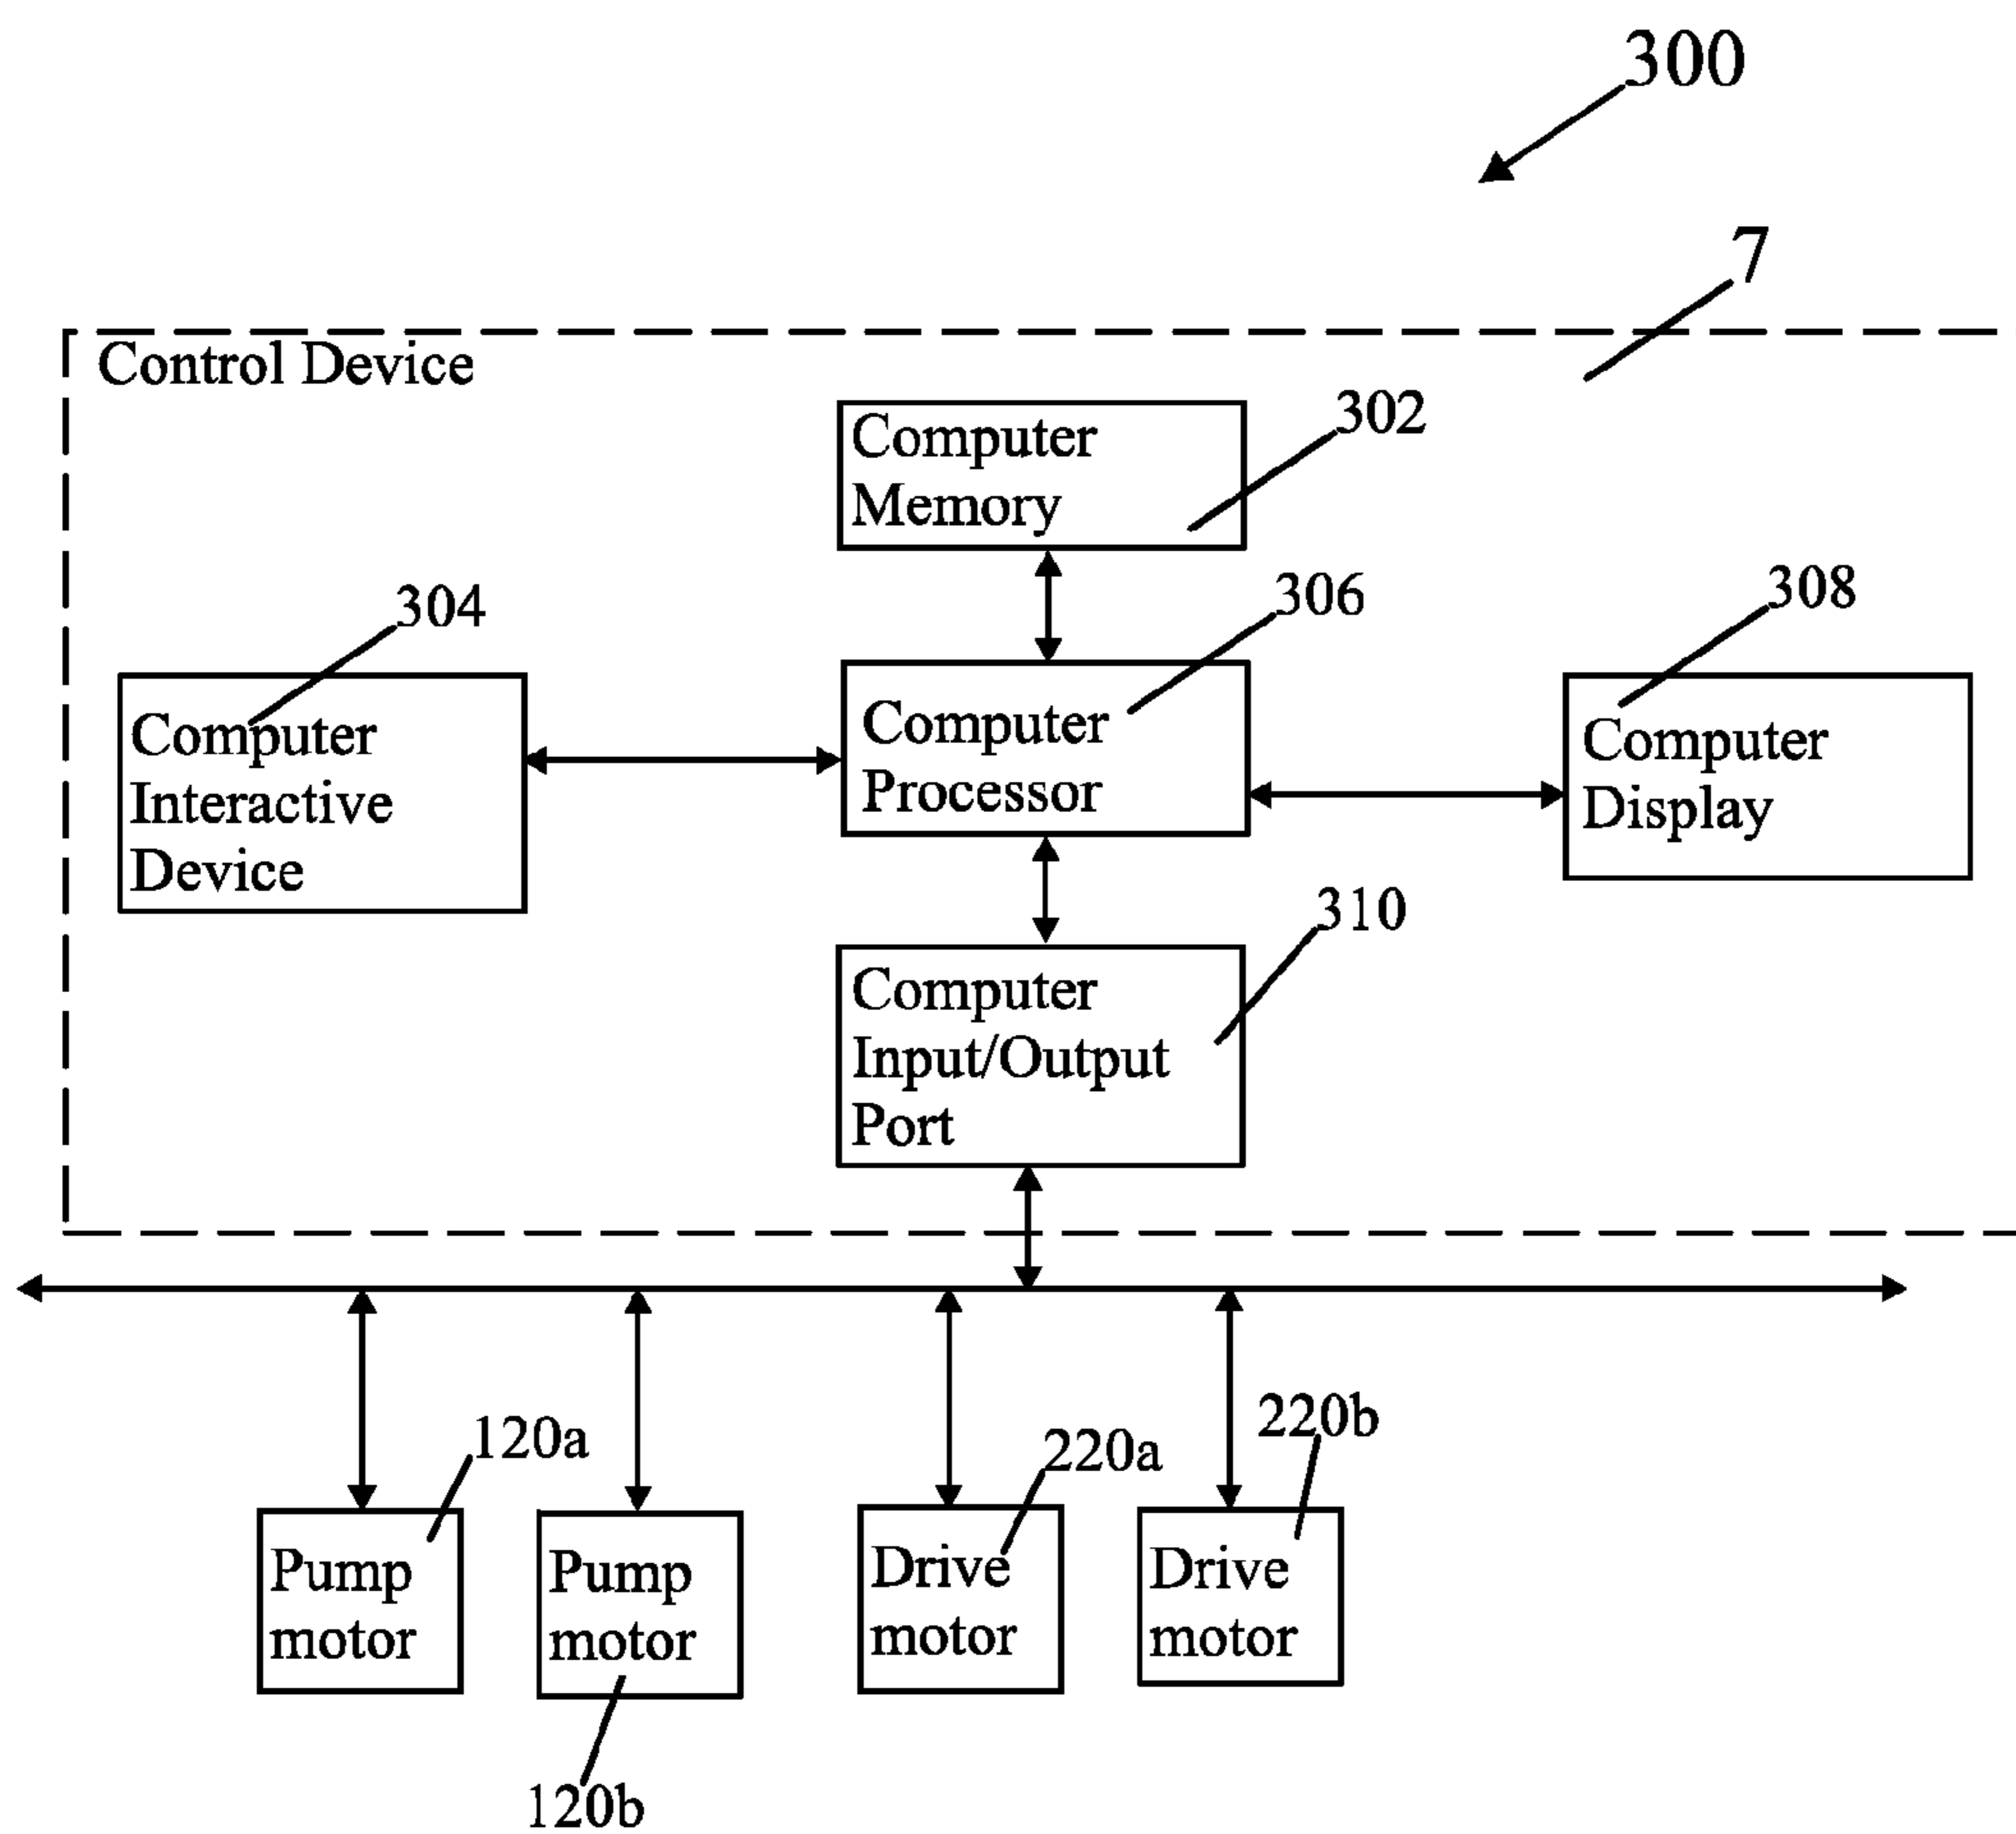 300
7
Control Device
302
Computer
Memory
304
306
308
Computer
Interactive
Device
Computer
Processor
Computer
Display
310
Computer
Input/Output
Port
120a
220a
220b
Pump
motor
Pump
motor
Drive
motor
Drive
motor
120b